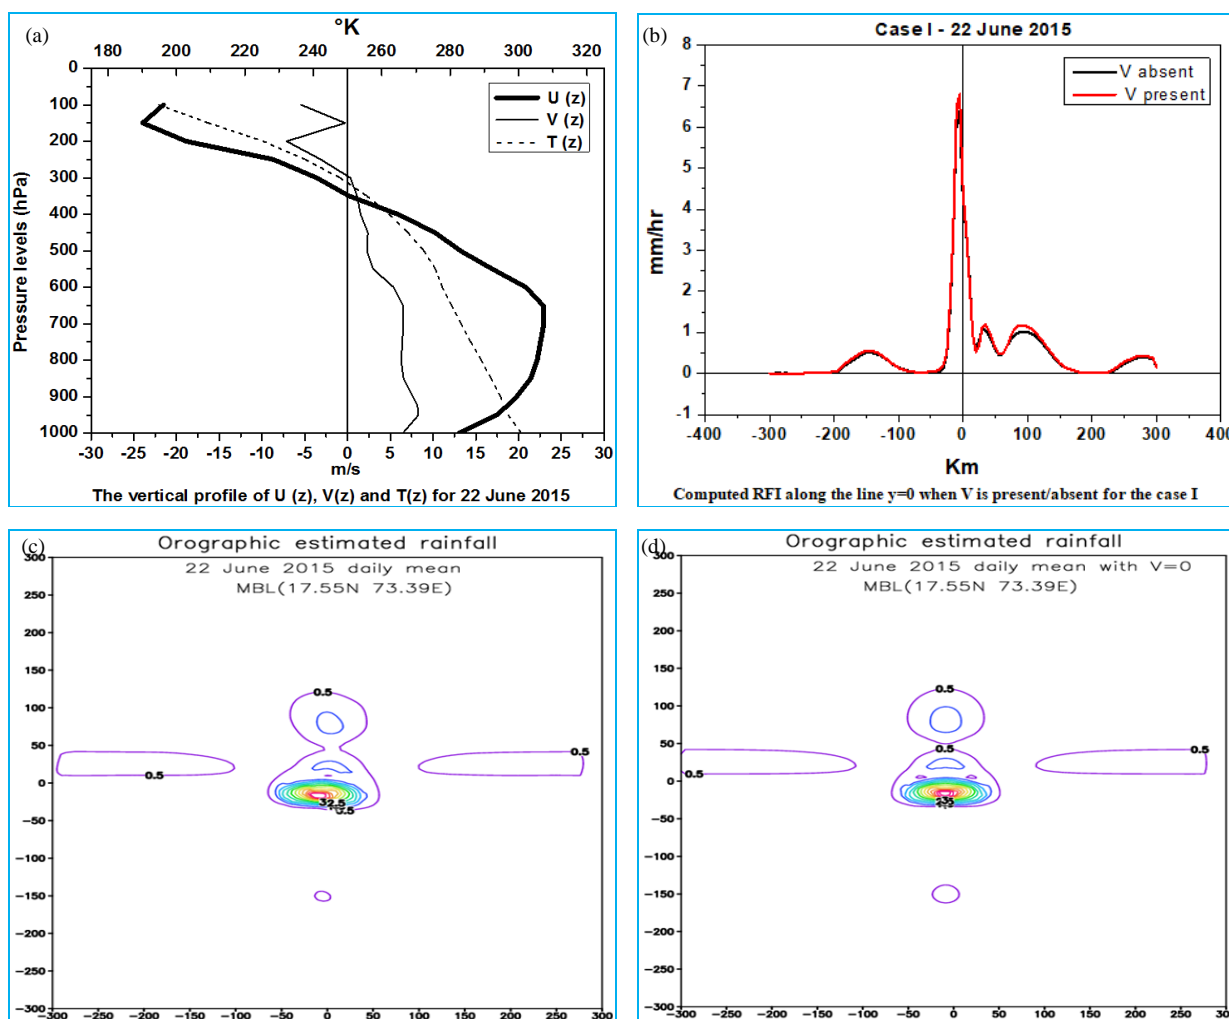 (a)
°K
180 200 220 240 260 280 300 320
0
100
200
300
400
500
600
700
800
900
1000
Pressure levels (hPa)
U (z)
V (z)
T (z)
-30 -25 -20 -15 -10 -5 0 5 10 15 20 25 30
m/s
The vertical profile of U (z), V(z) and T(z) for 22 June 2015
(b)
Case I - 22 June 2015
8
7
6
5
4
3
2
1
0
-1
mm/hr
V absent
V present
-400 -300 -200 -100 0 100 200 300 400
Km
Computed RFI along the line y=0 when V is present/absent for the case I
(c)
Orographic estimated rainfall
22 June 2015 daily mean
MBL(17.55N 73.39E)
300
250
200
150
100
50
0
-50
-100
-150
-200
-250
-300
0.5
0.5
0.5
0.5
32.5
-300 -250 -200 -150 -100 -50 0 50 100 150 200 250 300
(d)
Orographic estimated rainfall
22 June 2015 daily mean with V=0
MBL(17.55N 73.39E)
300
250
200
150
100
50
0
-50
-100
-150
-200
-250
-300
0.5
0.5
0.5
0.5
-300 -250 -200 -150 -100 -50 0 50 100 150 200 250 300